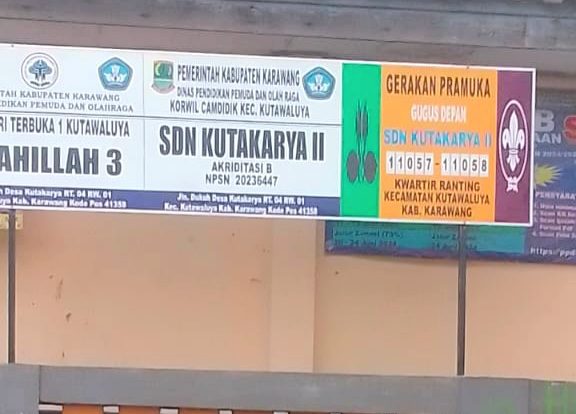 TAH KABUPATEN KARAWANG
DIKAN PEMUDA DAN OLAHRAGA
RI TERBUKA 1 KUTAWALUYA
AHILLAH 3
Desa Kutakarya RT. 04 RW. 01
Kab. Karawang Kode Pos 41358
PEMERINTAH KABUPATEN KARAWANG
DINAS PENDIDIKAN PEMUDA DAN OLAH RAGA
KORWIL CAMDIDIK KEC. KUTAWALUYA
SDN KUTAKARYA II
AKRIDITASI B
NPSN 20236447
Jln. Dukuh Desa Kutakarya RT. 04 RW. 01
Kec. Kutawaluya Kab. Karawang Kode Pos 41358
GERAKAN PRAMUKA
GUGUS DEPAN
SDN KUTAKARYA II
11057-11058
KWARTIR RANTING
KECAMATAN KUTAWALUYA
KAB. KARAWANG